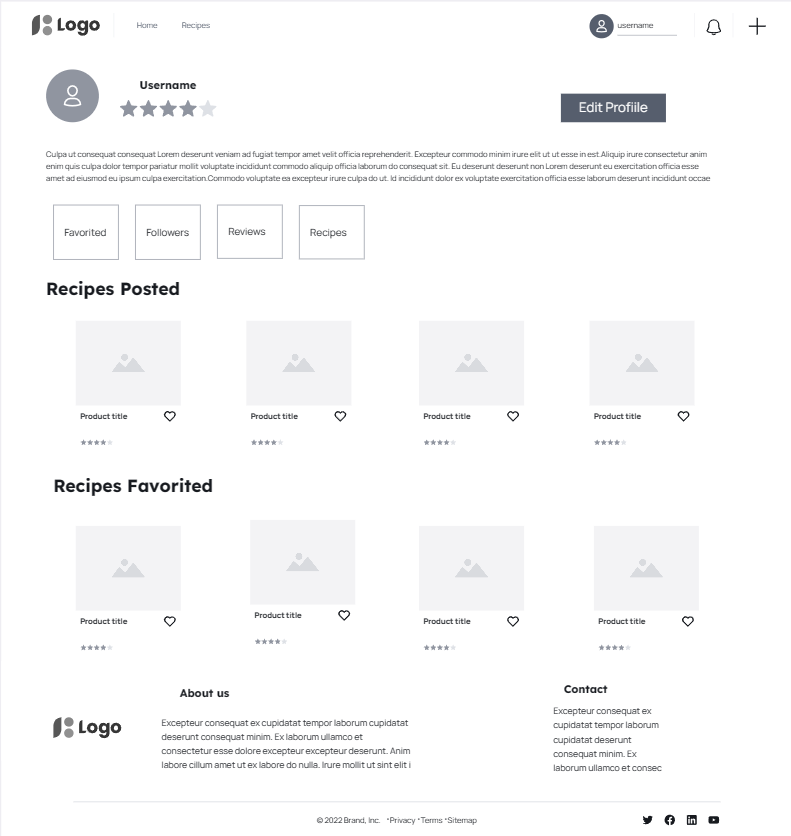 Logo Home Recipes username
Username
Edit Profiile
Culpa ut consequat consequat Lorem deserunt veniam ad fugiat tempor amet velit officia reprehenderit. Excepteur commodo minim irure elit ut ut esse in est.Aliquip irure consectetur anim
enim quis culpa dolor tempor pariatur mollit voluptate incididunt commodo aliquip officia laborum do consequat sit. Eu deserunt deserunt non Lorem deserunt eu exercitation officia esse
amet ad eiusmod eu ipsum culpa exercitation.Commodo voluptate ea excepteur irure culpa do ut. Id incididunt dolor ex voluptate exercitation officia esse laborum deserunt incididunt occae
Favorited Followers Reviews Recipes
Recipes Posted
Product title Product title Product title Product title
Recipes Favorited
Product title Product title Product title Product title
Logo
About us
Excepteur consequat ex cupidatat tempor laborum cupidatat
deserunt consequat minim. Ex laborum ullamco et
consectetur esse dolore excepteur excepteur deserunt. Anim
labore cillum amet ut ex labore do nulla. Irure mollit ut sint elit i
Contact
Excepteur consequat ex
cupidatat tempor laborum
cupidatat deserunt
consequat minim. Ex
laborum ullamco et consec
© 2022 Brand, Inc. •Privacy •Terms •Sitemap